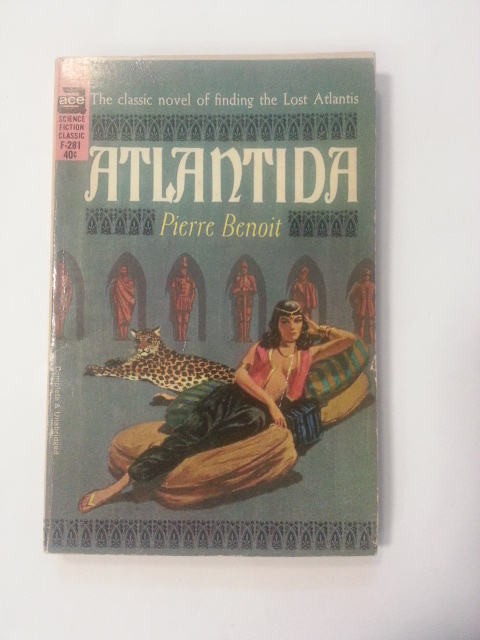 ace
SCIENCE
FICTION
CLASSIC
F-281
40¢
The classic novel of finding the Lost Atlantis
ATLANTIDA
Pierre Benoit
Complete & Unabridged